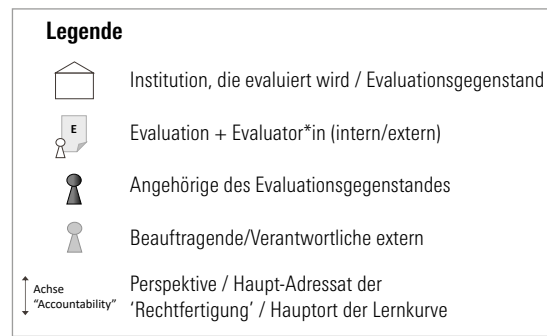 Legende
Institution, die evaluiert wird / Evaluationsgegenstand
E
Evaluation + Evaluator*in (intern/extern)
Angehörige des Evaluationsgegenstandes
Beauftragende/Verantwortliche extern
Achse
"Accountability"
Perspektive / Haupt-Adressat der
‘Rechtfertigung’ / Hauptort der Lernkurve